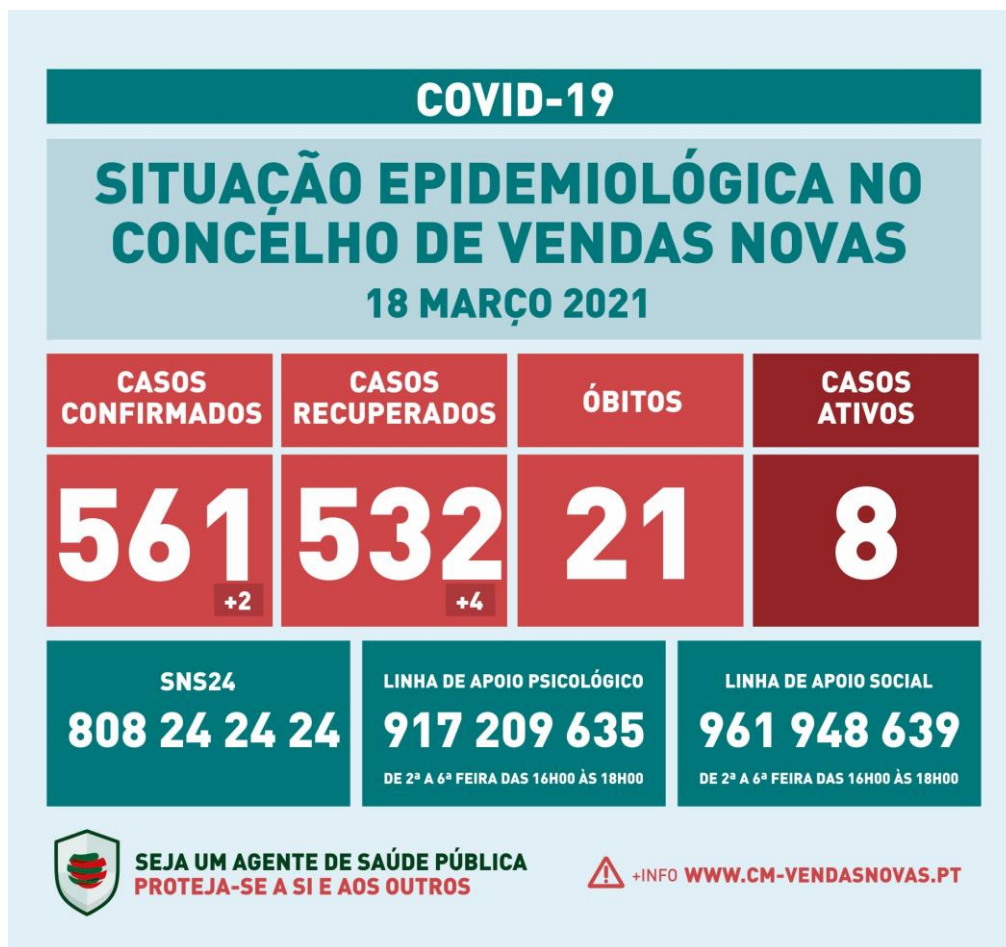 COVID-19
SITUAÇÃO EPIDEMIOLÓGICA NO
CONCELHO DE VENDAS NOVAS
18 MARÇO 2021
CASOS
CONFIRMADOS
561
+2
CASOS
RECUPERADOS
532
+4
ÓBITOS
21
CASOS
ATIVOS
8
SNS24
808 24 24 24
LINHA DE APOIO PSICOLÓGICO
917 209 635
DE 2ª A 6ª FEIRA DAS 16H00 ÀS 18H00
LINHA DE APOIO SOCIAL
961 948 639
DE 2ª A 6ª FEIRA DAS 16H00 ÀS 18H00
SEJA UM AGENTE DE SAÚDE PÚBLICA
PROTEJA-SE A SI E AOS OUTROS
+INFO WWW.CM-VENDASNOVAS.PT